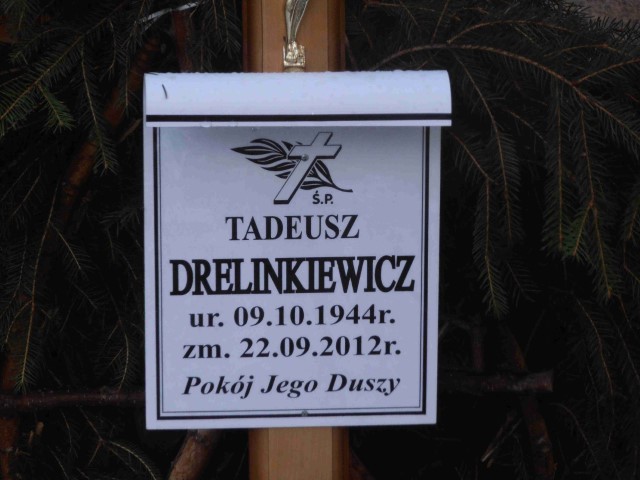 Ś.P.
TADEUSZ
DRELINKIEWICZ
ur. 09.10.1944r.
zm. 22.09.2012r.
Pokój Jego Duszy